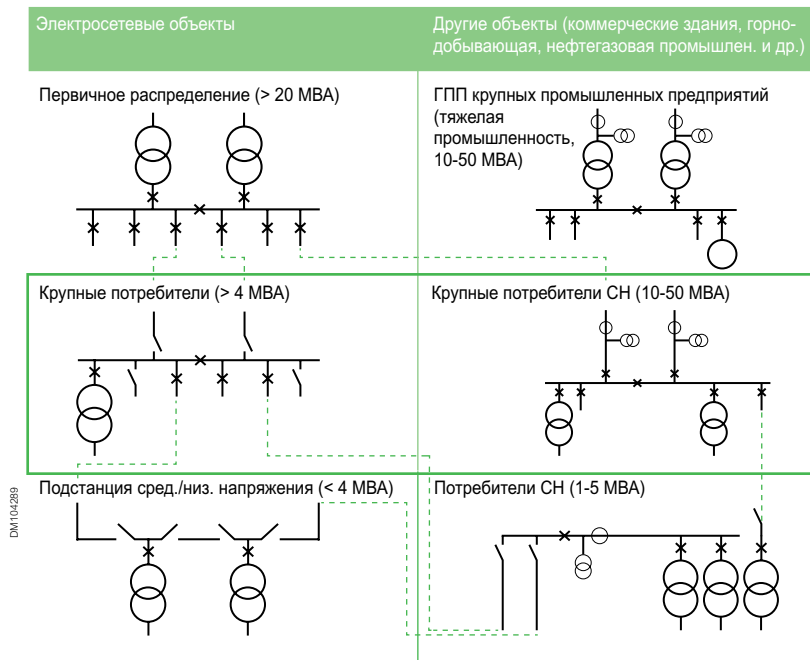 Электросетевые объекты
Другие объекты (коммерческие здания, горно-
добывающая, нефтегазовая промышлен. и др.)
Первичное распределение (> 20 МВА)
ГПП крупных промышленных предприятий
(тяжелая
промышленность,
10-50 МВА)
Крупные потребители (> 4 МВА)
Крупные потребители СН (10-50 МВА)
Подстанция сред./низ. напряжения (< 4 МВА)
Потребители СН (1-5 МВА)
DM104289